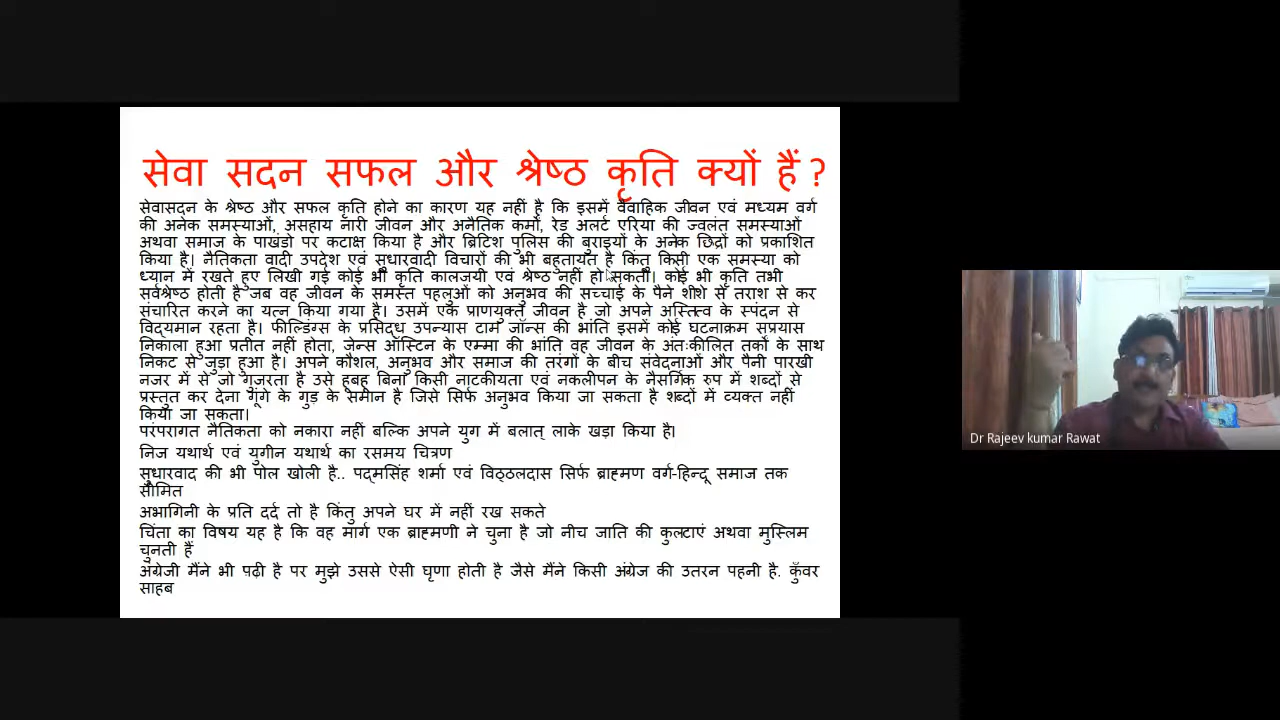 सेवा सदन सफल और श्रेष्ठ कृति क्यों हैं ?
सेवासदन के श्रेष्ठ और सफल कृति होने का कारण यह नहीं है कि इसमें वैवाहिक जीवन एवं मध्यम वर्ग
की अनेक समस्याओं, असहाय नारी जीवन और अनैतिक कर्मो, रेड अलर्ट एरिया की ज्वलंत समस्याओं
अथवा समाज के पाखंडो पर कटाक्ष किया है और ब्रिटिश पुलिस की बुराइयों के अनेक छिद्रों को प्रकाशित
किया है। नैतिकता वादी उपदेश एवं सुधारवादी विचारों की भी बहुतायत है किंतु किसी एक समस्या को
ध्यान में रखते हुए लिखी गई कोई भी कृति कालजयी एवं श्रेष्ठ नहीं हो सकती। कोई भी कृति तभी
सर्वश्रेष्ठ होती है जब वह जीवन के समस्त पहलुओं को अनुभव की सच्चाई के पैने शीशे से तराश से कर
संचारित करने का यत्न किया गया है। उसमें एक प्राणयुक्त जीवन है जो अपने अस्तित्व के स्पंदन से
विद्यमान रहता है। फील्डिंग्स के प्रसिद्ध उपन्यास टाम जॉन्स की भांति इसमें कोई घटनाक्रम सप्रयास
निकाला हुआ प्रतीत नहीं होता, जेन्स ऑस्टिन के एम्मा की भांति वह जीवन के अंतःकीलित तर्कों के साथ
निकट से जुड़ा हुआ है। अपने कौशल, अनुभव और समाज की तरंगों के बीच संवेदनाओं और पैनी पारखी
नजर में से जो गुजरता है उसे हूबहू बिना किसी नाटकीयता एवं नकलीपन के नैसर्गिक रुप में शब्दों से
प्रस्तुत कर देना गूंगे के गुड़ के समान है जिसे सिर्फ अनुभव किया जा सकता है शब्दों में व्यक्त नहीं
किया जा सकता।
परंपरागत नैतिकता को नकारा नहीं बल्कि अपने युग में बलात् लाके खड़ा किया है।
निज यथार्थ एवं युगीन यथार्थ का रसमय चित्रण
सुधारवाद की भी पोल खोली है.. पद्मसिंह शर्मा एवं विठ्ठलदास सिर्फ ब्राह्मण वर्ग-हिन्दू समाज तक
सीमित
अभागिनी के प्रति दर्द तो है किंतु अपने घर में नहीं रख सकते
चिंता का विषय यह है कि वह मार्ग एक ब्राह्मणी ने चुना है जो नीच जाति की कुलटाएं अथवा मुस्लिम
चुनती हैं
अंग्रेजी मैंने भी पढ़ी है पर मुझे उससे ऐसी घृणा होती है जैसे मैंने किसी अंग्रेज की उतरन पहनी है. कुँवर
साहब
Dr Rajeev kumar Rawat